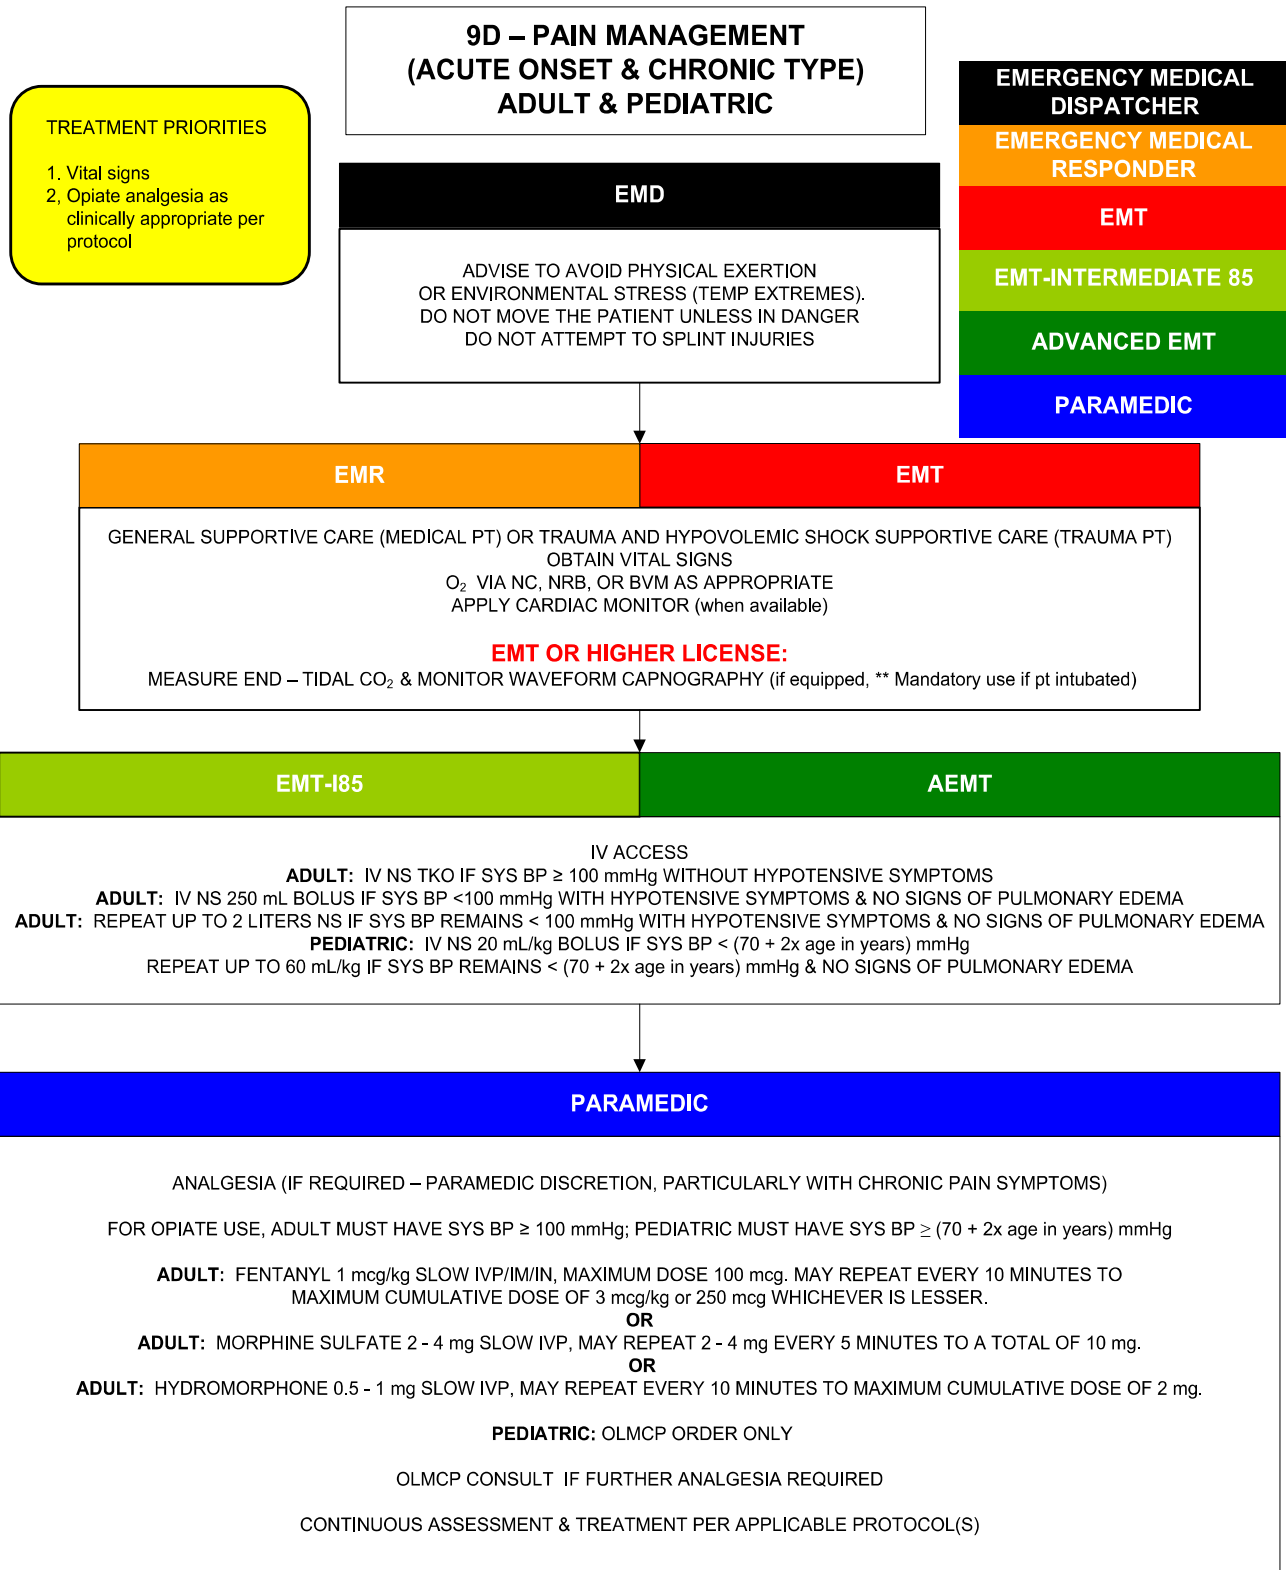 9D – PAIN MANAGEMENT
(ACUTE ONSET & CHRONIC TYPE)
ADULT & PEDIATRIC
TREATMENT PRIORITIES
1. Vital signs
2, Opiate analgesia as
clinically appropriate per
protocol
EMERGENCY MEDICAL
DISPATCHER
EMERGENCY MEDICAL
RESPONDER
EMT
EMT-INTERMEDIATE 85
ADVANCED EMT
PARAMEDIC
EMD
ADVISE TO AVOID PHYSICAL EXERTION
OR ENVIRONMENTAL STRESS (TEMP EXTREMES).
DO NOT MOVE THE PATIENT UNLESS IN DANGER
DO NOT ATTEMPT TO SPLINT INJURIES
EMR
EMT
GENERAL SUPPORTIVE CARE (MEDICAL PT) OR TRAUMA AND HYPOVOLEMIC SHOCK SUPPORTIVE CARE (TRAUMA PT)
OBTAIN VITAL SIGNS
O₂ VIA NC, NRB, OR BVM AS APPROPRIATE
APPLY CARDIAC MONITOR (when available)
EMT OR HIGHER LICENSE:
MEASURE END – TIDAL CO₂ & MONITOR WAVEFORM CAPNOGRAPHY (if equipped, ** Mandatory use if pt intubated)
EMT-I85
AEMT
IV ACCESS
ADULT: IV NS TKO IF SYS BP ≥ 100 mmHg WITHOUT HYPOTENSIVE SYMPTOMS
ADULT: IV NS 250 mL BOLUS IF SYS BP <100 mmHg WITH HYPOTENSIVE SYMPTOMS & NO SIGNS OF PULMONARY EDEMA
ADULT: REPEAT UP TO 2 LITERS NS IF SYS BP REMAINS < 100 mmHg WITH HYPOTENSIVE SYMPTOMS & NO SIGNS OF PULMONARY EDEMA
PEDIATRIC: IV NS 20 mL/kg BOLUS IF SYS BP < (70 + 2x age in years) mmHg
REPEAT UP TO 60 mL/kg IF SYS BP REMAINS < (70 + 2x age in years) mmHg & NO SIGNS OF PULMONARY EDEMA
PARAMEDIC
ANALGESIA (IF REQUIRED – PARAMEDIC DISCRETION, PARTICULARLY WITH CHRONIC PAIN SYMPTOMS)
FOR OPIATE USE, ADULT MUST HAVE SYS BP ≥ 100 mmHg; PEDIATRIC MUST HAVE SYS BP ≥ (70 + 2x age in years) mmHg
ADULT: FENTANYL 1 mcg/kg SLOW IVP/IM/IN, MAXIMUM DOSE 100 mcg. MAY REPEAT EVERY 10 MINUTES TO
MAXIMUM CUMULATIVE DOSE OF 3 mcg/kg or 250 mcg WHICHEVER IS LESSER.
OR
ADULT: MORPHINE SULFATE 2 - 4 mg SLOW IVP, MAY REPEAT 2 - 4 mg EVERY 5 MINUTES TO A TOTAL OF 10 mg.
OR
ADULT: HYDROMORPHONE 0.5 - 1 mg SLOW IVP, MAY REPEAT EVERY 10 MINUTES TO MAXIMUM CUMULATIVE DOSE OF 2 mg.
PEDIATRIC: OLMCP ORDER ONLY
OLMCP CONSULT IF FURTHER ANALGESIA REQUIRED
CONTINUOUS ASSESSMENT & TREATMENT PER APPLICABLE PROTOCOL(S)